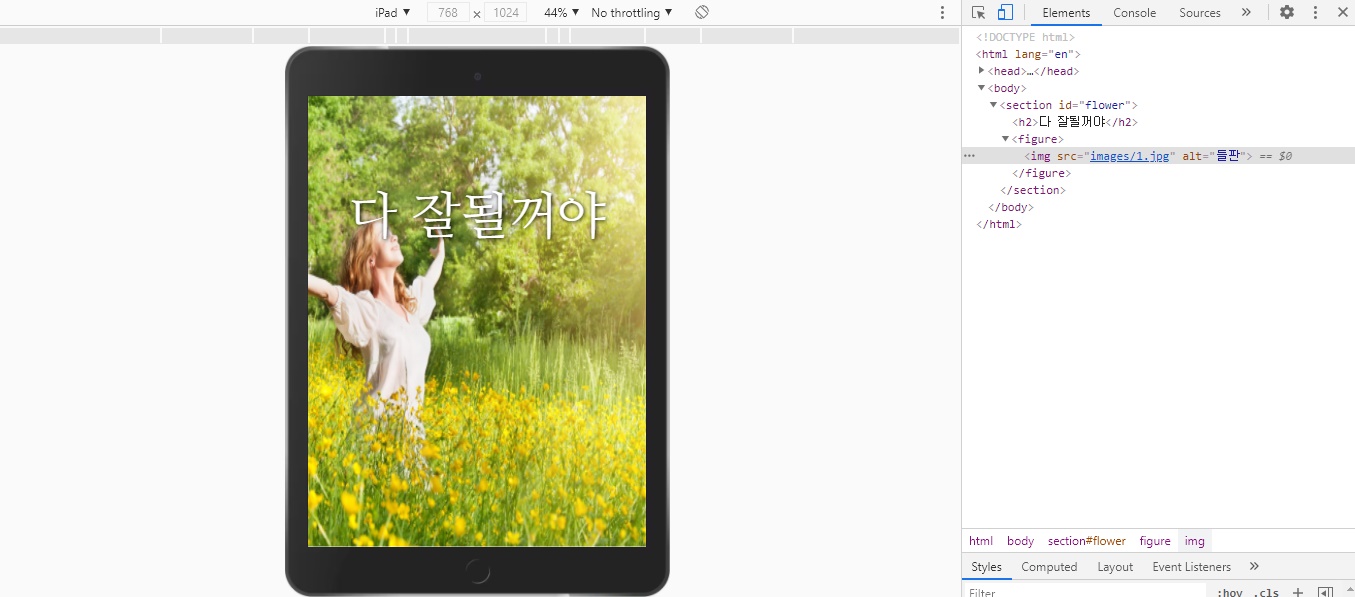 iPad ▼ 768 × 1024 44% ▼ No throttling ▼
Elements Console Sources »
<!DOCTYPE html>
<html lang="en">
<head>…</head>
<body>
<section id="flower">
<h2>다 잘될꺼야</h2>
<figure>
<img src="images/1.jpg" alt="들판"> == $0
</figure>
</section>
</body>
</html>
다 잘될꺼야
html body section#flower figure img
Styles Computed Layout Event Listeners »
Filter :hov .cls +